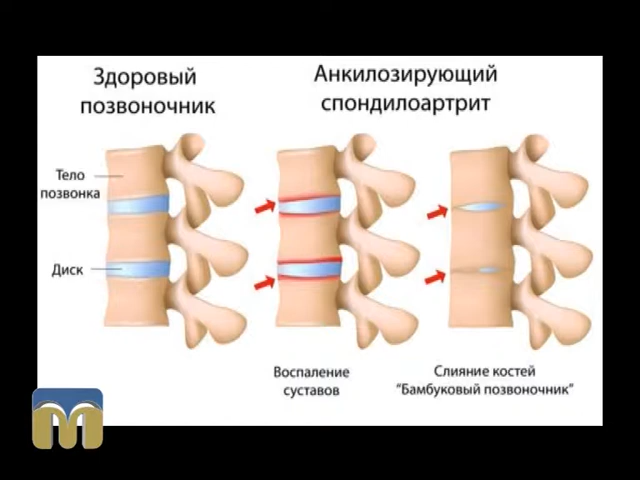 Здоровый
позвоночник
Анкилозирующий
спондилоартрит
Тело
позвонка
Диск
Воспаление
суставов
Слияние костей
“Бамбуковый позвоночник”